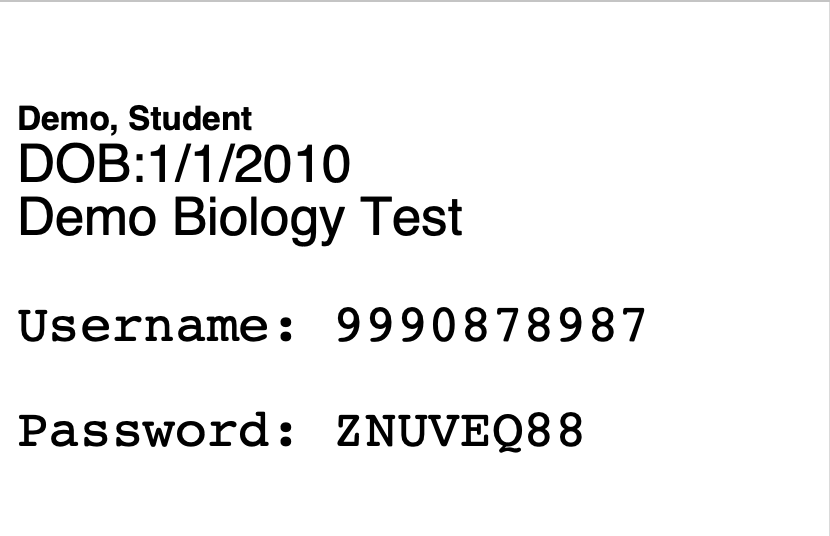 Demo, Student
DOB:1/1/2010
Demo Biology Test
Username: 9990878987
Password: ZNUVEQ88